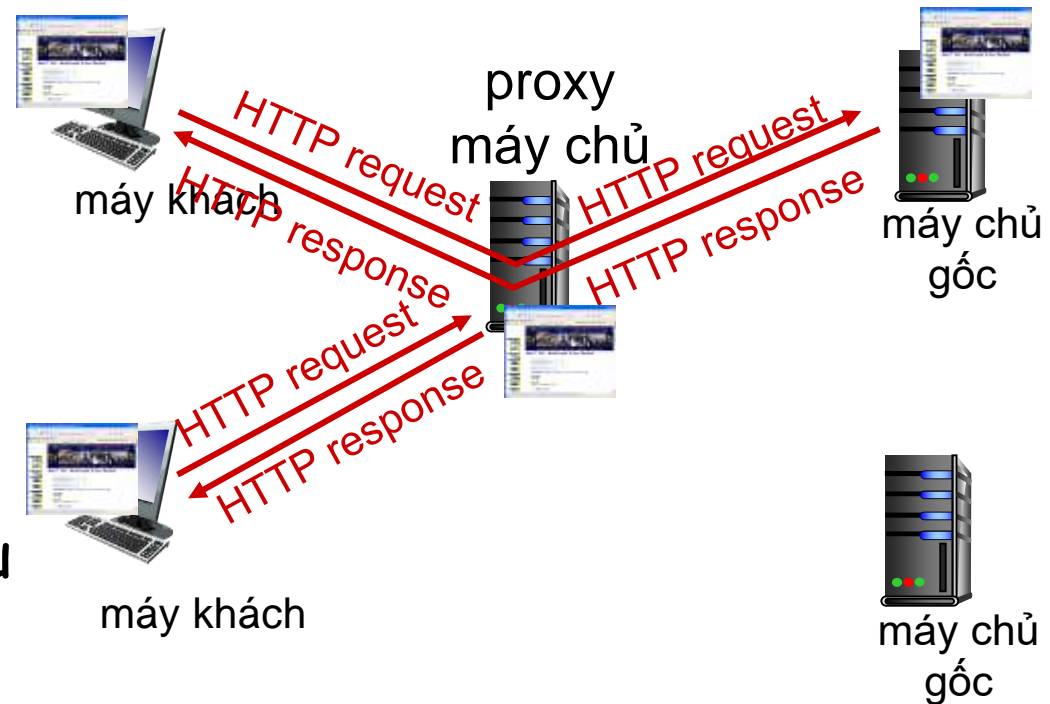 proxy
máy chủ
HTTP request
HTTP request
máy khách
HTTP response
HTTP response
máy chủ
gốc
HTTP request
HTTP response
máy khách
máy chủ
gốc